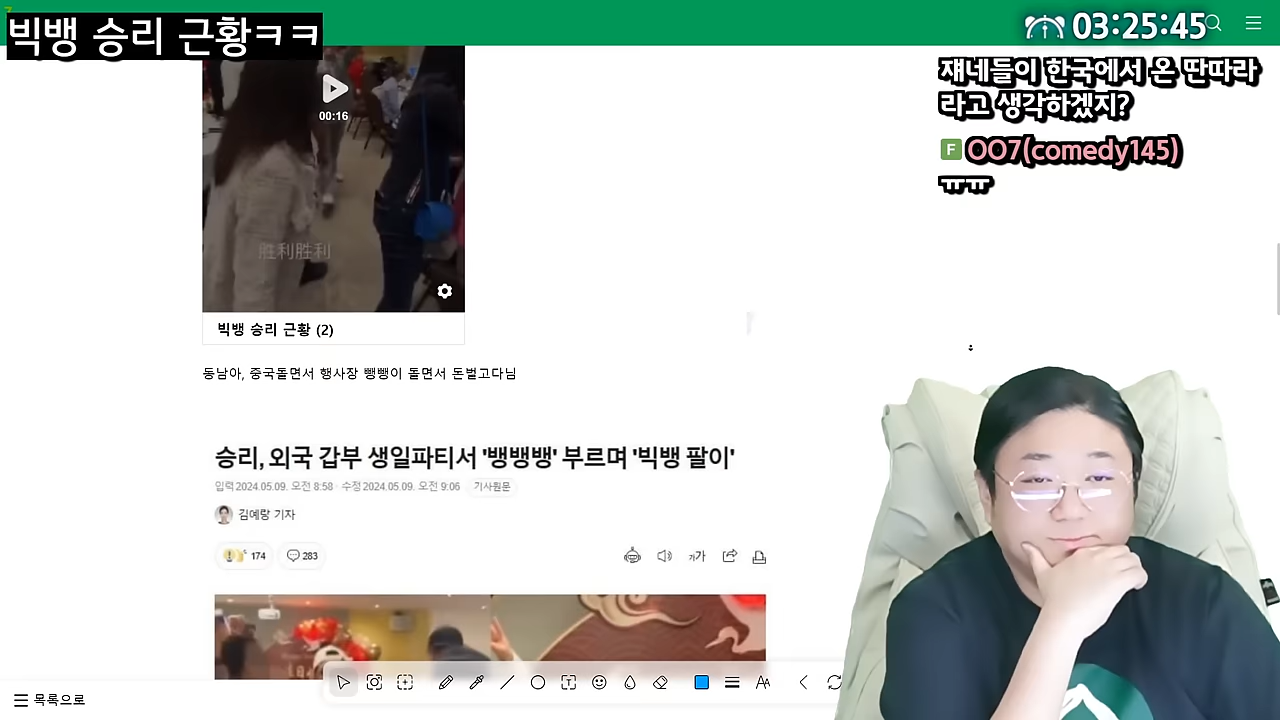 빅뱅 승리 근황ㅋㅋ
03:25:45
쟤네들이 한국에서 온 딴따라
라고 생각하겠지?
F OO7(comedy145)
ㅠㅠ
00:16
胜利胜利
빅뱅 승리 근황 (2)
동남아, 중국돌면서 행사장 뺑뺑이 돌면서 돈벌고다님
승리, 외국 갑부 생일파티서 '뱅뱅뱅' 부르며 '빅뱅 팔이'
입력 2024.05.09. 오전 8:58 · 수정 2024.05.09. 오전 9:06 기사원문
김예랑 기자
174 283
가가
목록으로